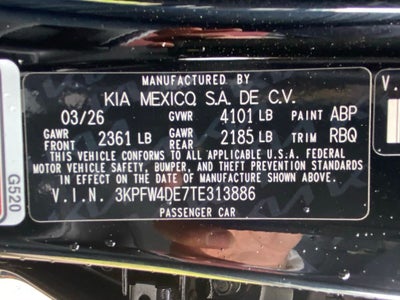 MANUFACTURED BY
KIA MEXICO, S.A. DE C.V.
03/26 GVWR 4101 LB PAINT ABP
GAWR FRONT 2361 LB GAWR REAR 2185 LB TRIM RBQ
THIS VEHICLE CONFORMS TO ALL APPLICABLE U.S.A. FEDERAL
MOTOR VEHICLE SAFETY, BUMPER, AND THEFT PREVENTION STANDARDS
IN EFFECT ON THE DATE OF MANUFACTURE SHOWN ABOVE.
V.I.N. 3KPFW4DE7TE313886
PASSENGER CAR
G520
V.